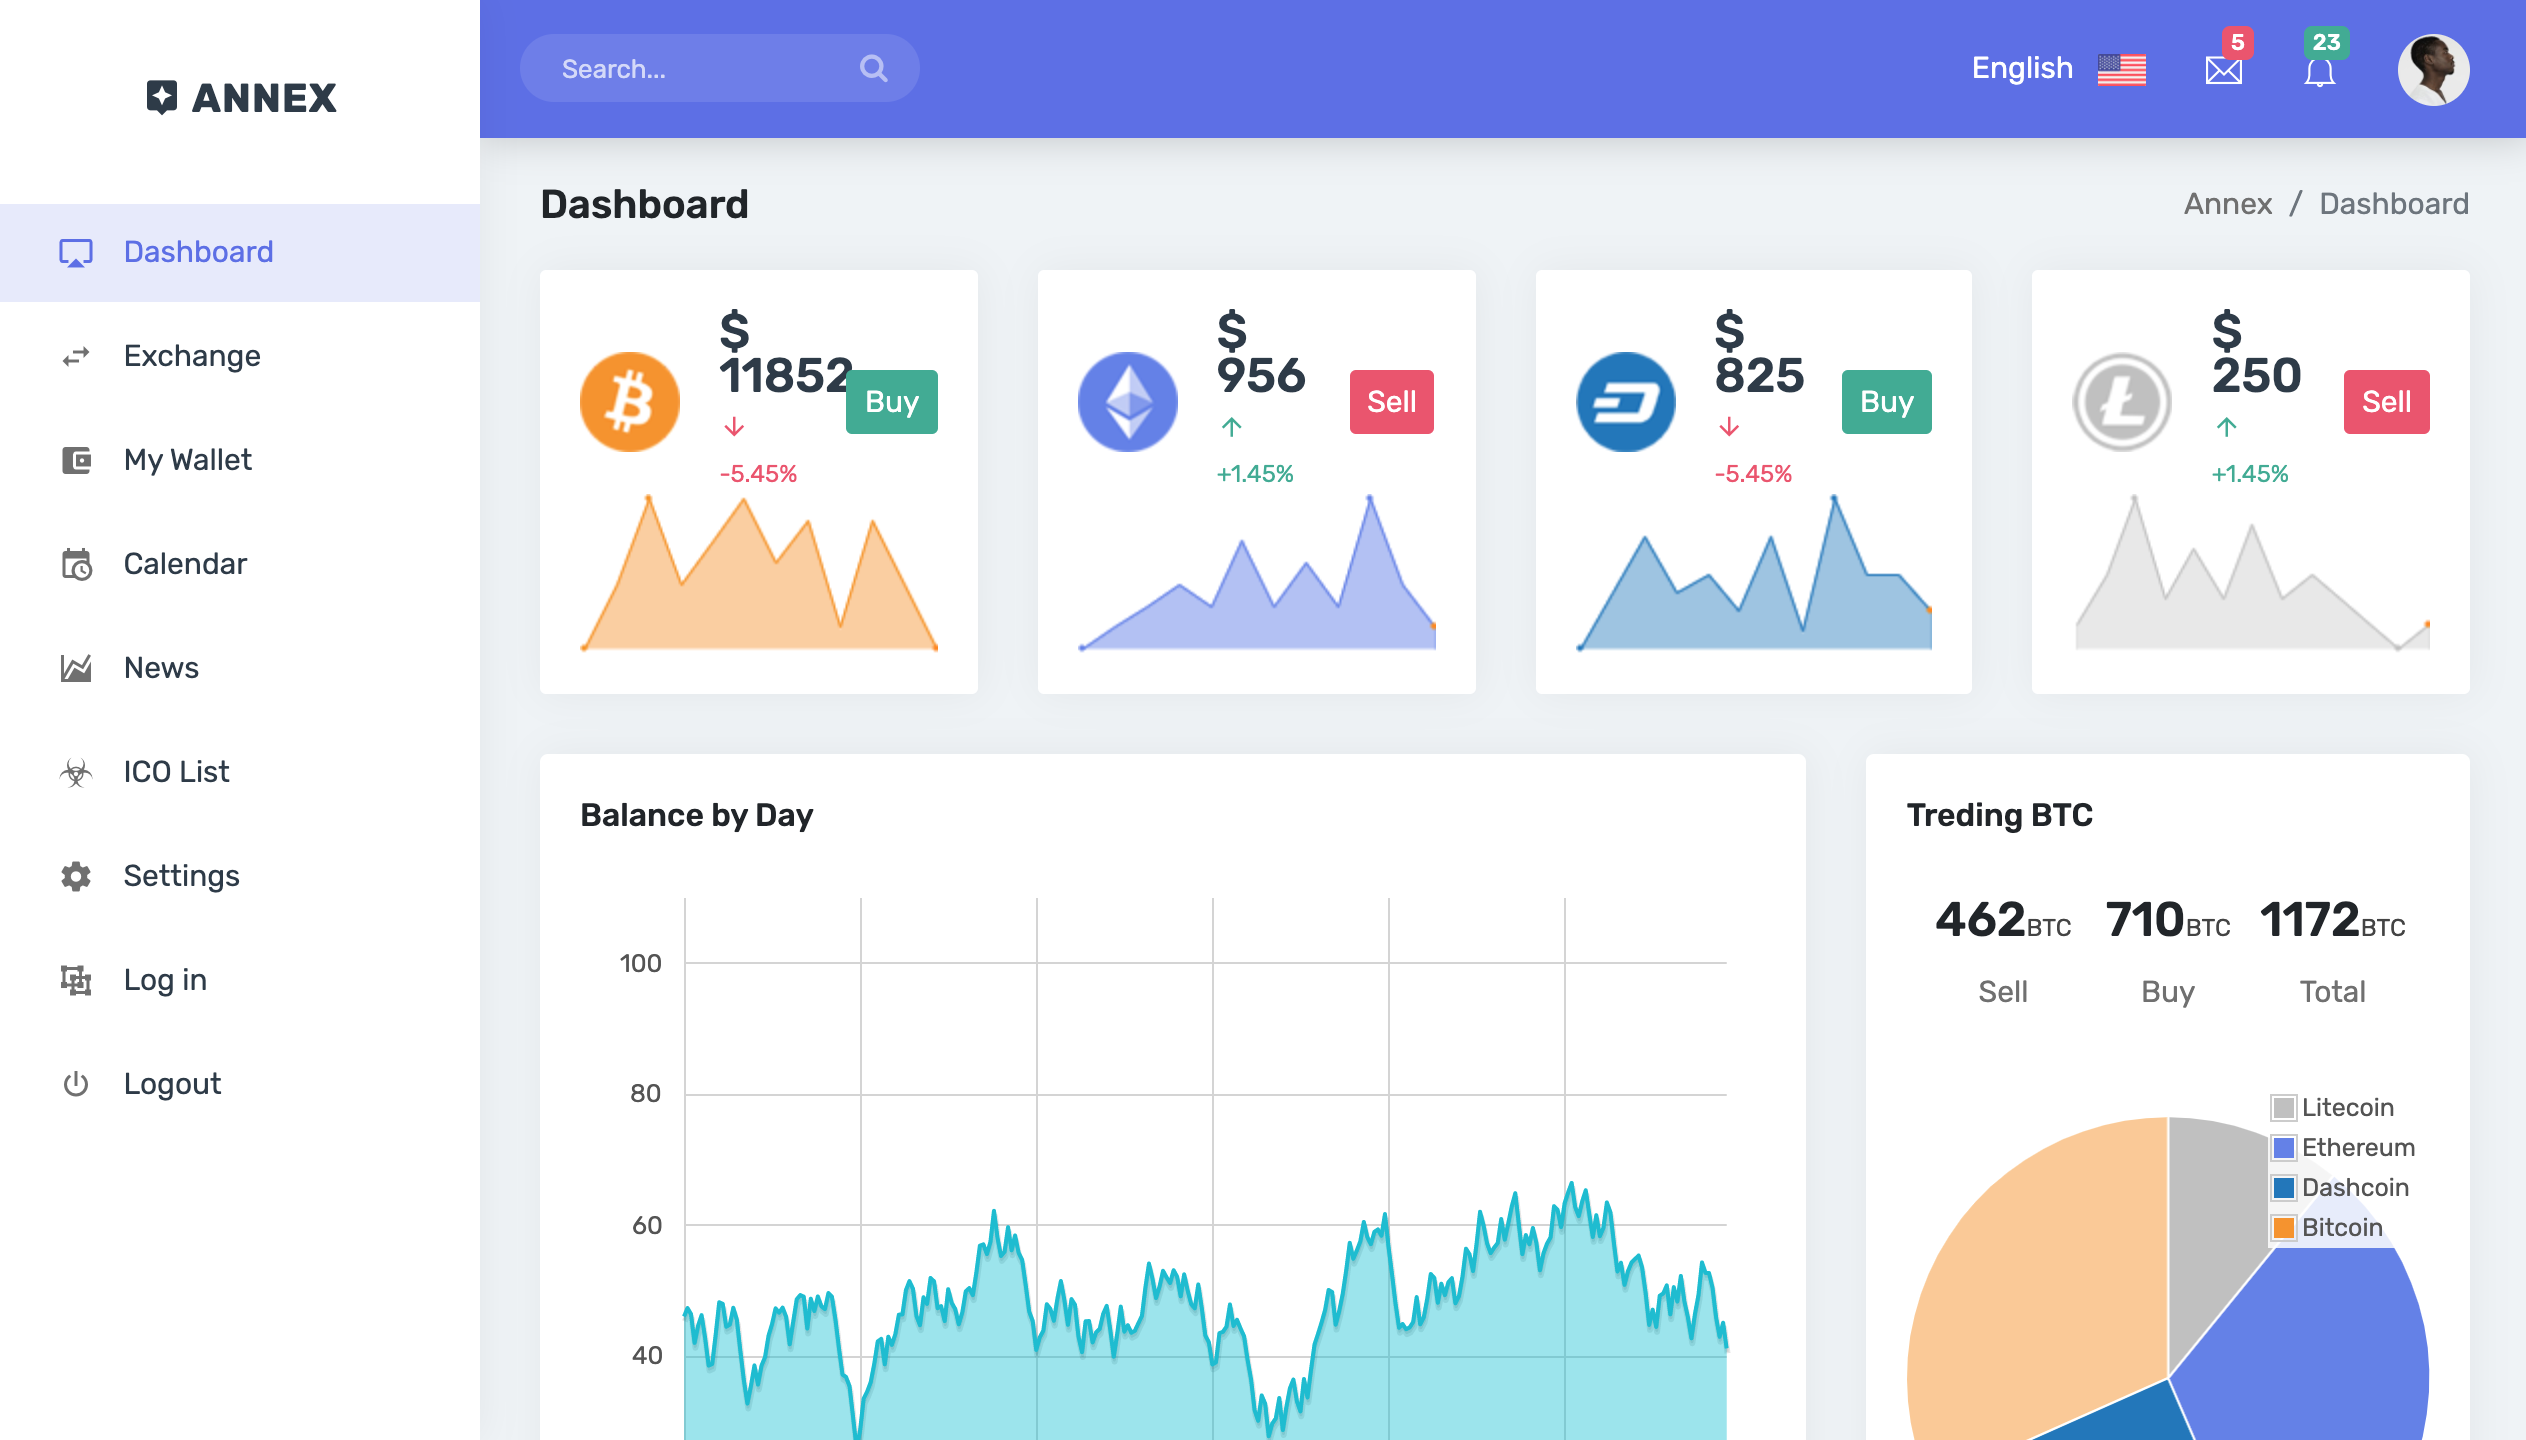 ANNEX
Dashboard
Exchange
My Wallet
Calendar
News
ICO List
Settings
Log in
Logout
Search...
English
5
23
Dashboard
Annex / Dashboard
$
11852
-5.45%
Buy
$
956
+1.45%
Sell
$
825
-5.45%
Buy
$
250
+1.45%
Sell
Balance by Day
100
80
60
40
Treding BTC
462BTC 710BTC 1172BTC
Sell Buy Total
Litecoin
Ethereum
Dashcoin
Bitcoin